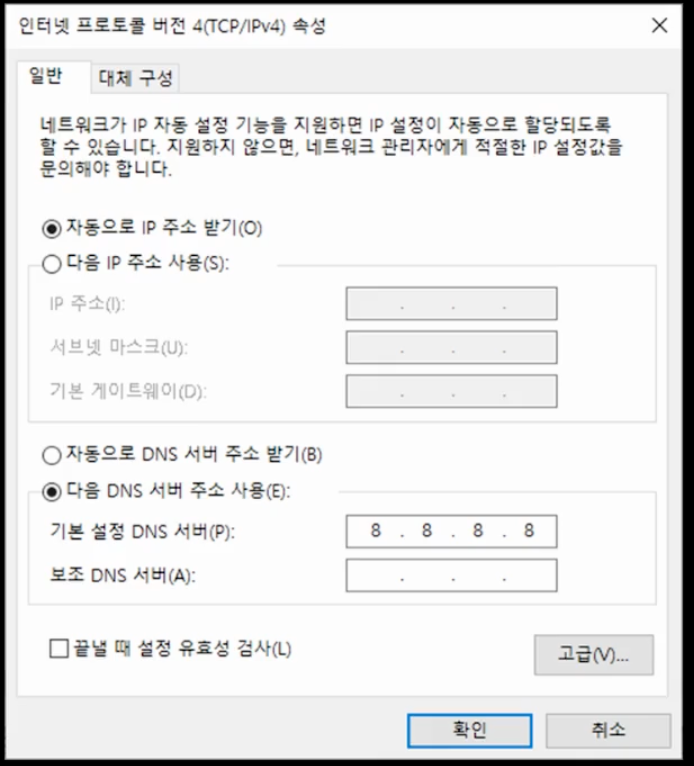 인터넷 프로토콜 버전 4(TCP/IPv4) 속성
일반
대체 구성
네트워크가 IP 자동 설정 기능을 지원하면 IP 설정이 자동으로 할당되도록
할 수 있습니다. 지원하지 않으면, 네트워크 관리자에게 적절한 IP 설정값을
문의해야 합니다.
자동으로 IP 주소 받기(O)
다음 IP 주소 사용(S):
IP 주소(I):
서브넷 마스크(U):
기본 게이트웨이(D):
자동으로 DNS 서버 주소 받기(B)
다음 DNS 서버 주소 사용(E):
기본 설정 DNS 서버(P): 8 . 8 . 8 . 8
보조 DNS 서버(A):
끝낼 때 설정 유효성 검사(L)
고급(V)...
확인
취소